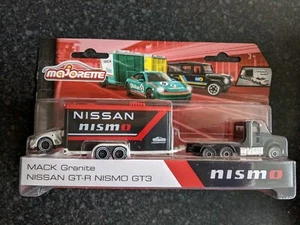 MAJORETTE
NISSAN
nismo
MACK Granite
NISSAN GT-R NISMO GT3
nismo